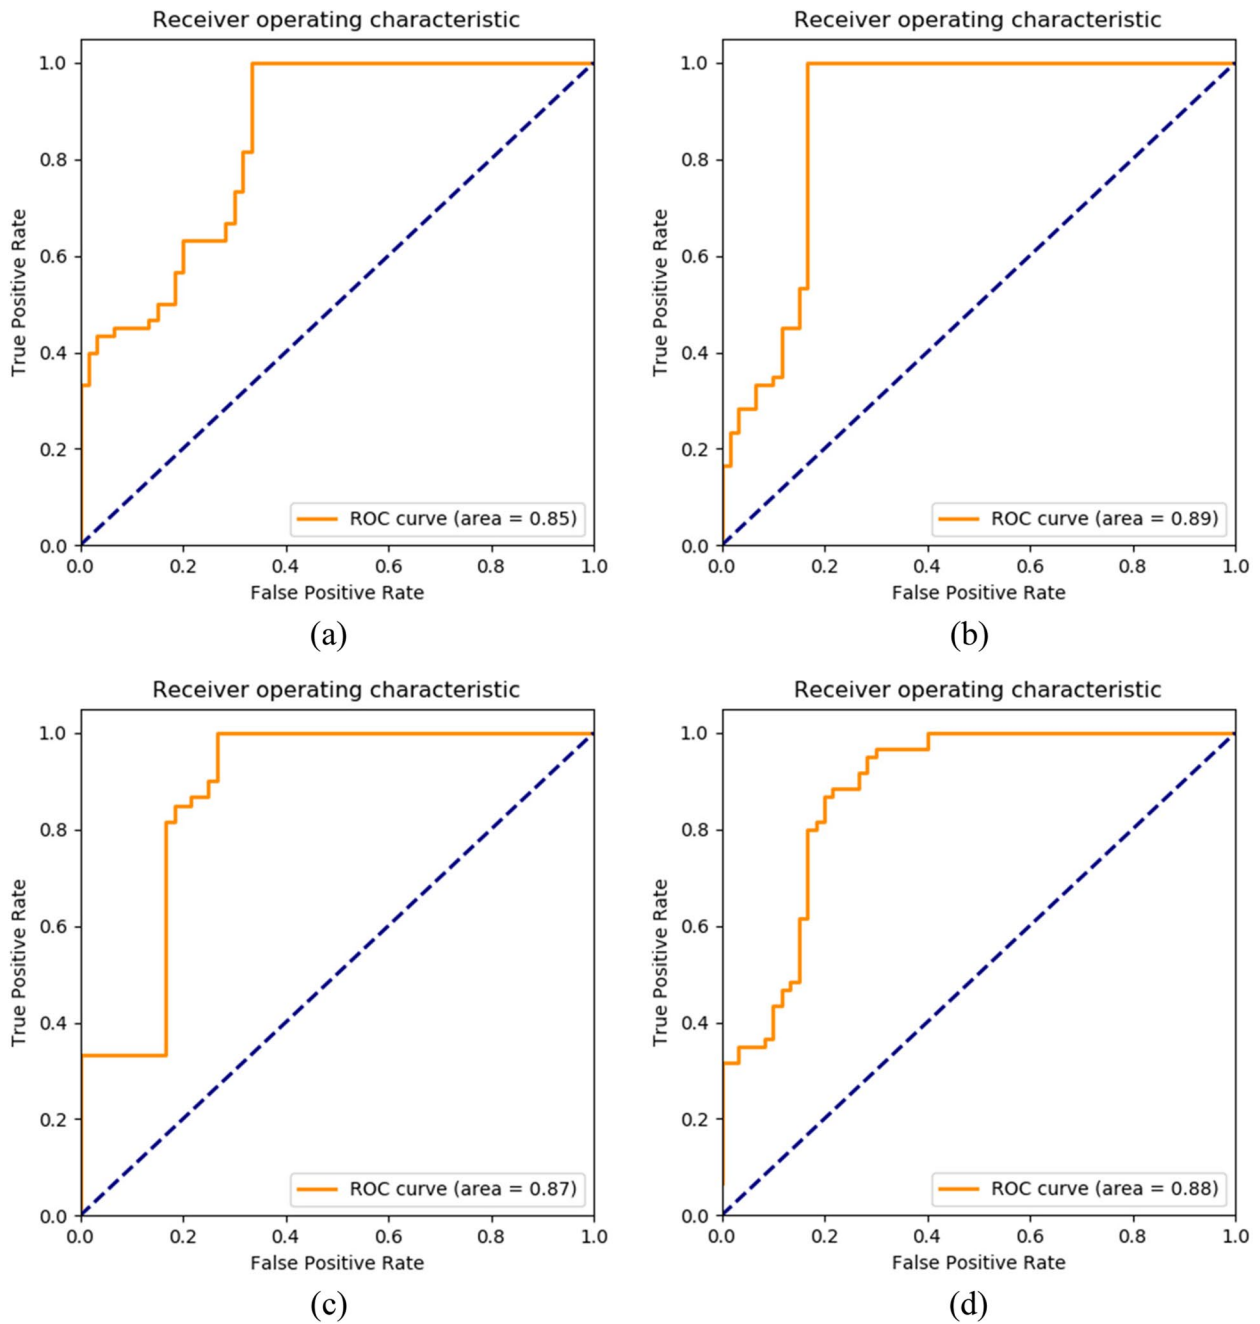 Receiver operating characteristic
1.0
0.8
0.6
0.4
0.2
0.0
True Positive Rate
ROC curve (area = 0.85)
0.0 0.2 0.4 0.6 0.8 1.0
False Positive Rate
(a)
Receiver operating characteristic
1.0
0.8
0.6
0.4
0.2
0.0
True Positive Rate
ROC curve (area = 0.89)
0.0 0.2 0.4 0.6 0.8 1.0
False Positive Rate
(b)
Receiver operating characteristic
1.0
0.8
0.6
0.4
0.2
0.0
True Positive Rate
ROC curve (area = 0.87)
0.0 0.2 0.4 0.6 0.8 1.0
False Positive Rate
(c)
Receiver operating characteristic
1.0
0.8
0.6
0.4
0.2
0.0
True Positive Rate
ROC curve (area = 0.88)
0.0 0.2 0.4 0.6 0.8 1.0
False Positive Rate
(d)